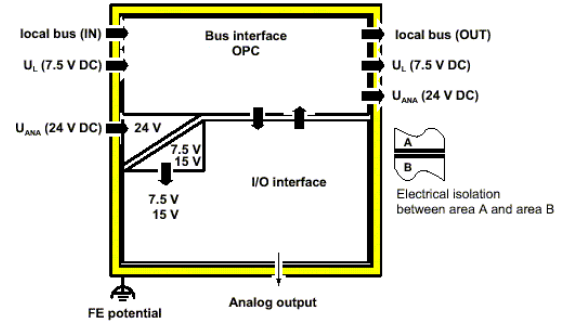 local bus (IN)
Bus interface
OPC
local bus (OUT)
UL (7.5 V DC)
UL (7.5 V DC)
UANA (24 V DC)
UANA (24 V DC)
24 V
7.5 V
15 V
7.5 V
15 V
I/O interface
A
B
Electrical isolation
between area A and area B
Analog output
FE potential